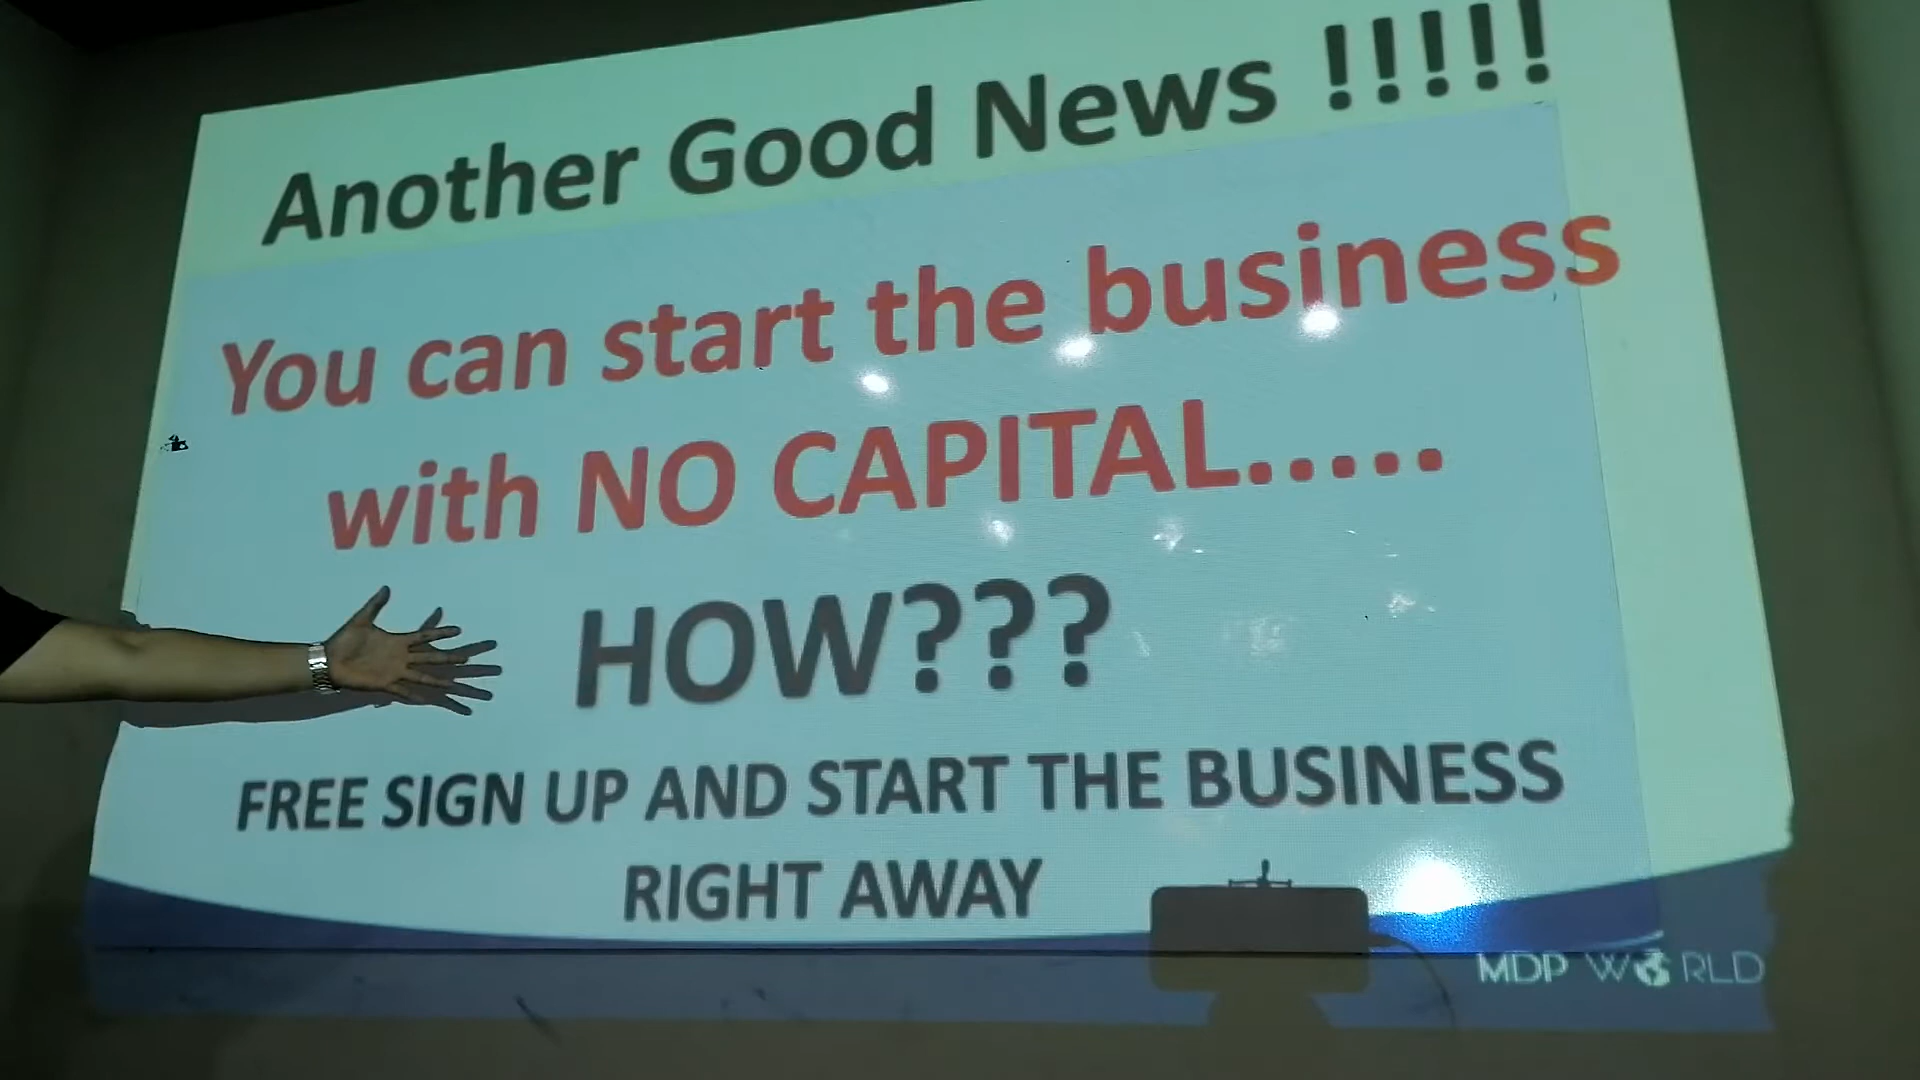 Another Good News !!!!!
You can start the business
with NO CAPITAL.....
HOW???
FREE SIGN UP AND START THE BUSINESS
RIGHT AWAY
MDP WORLD